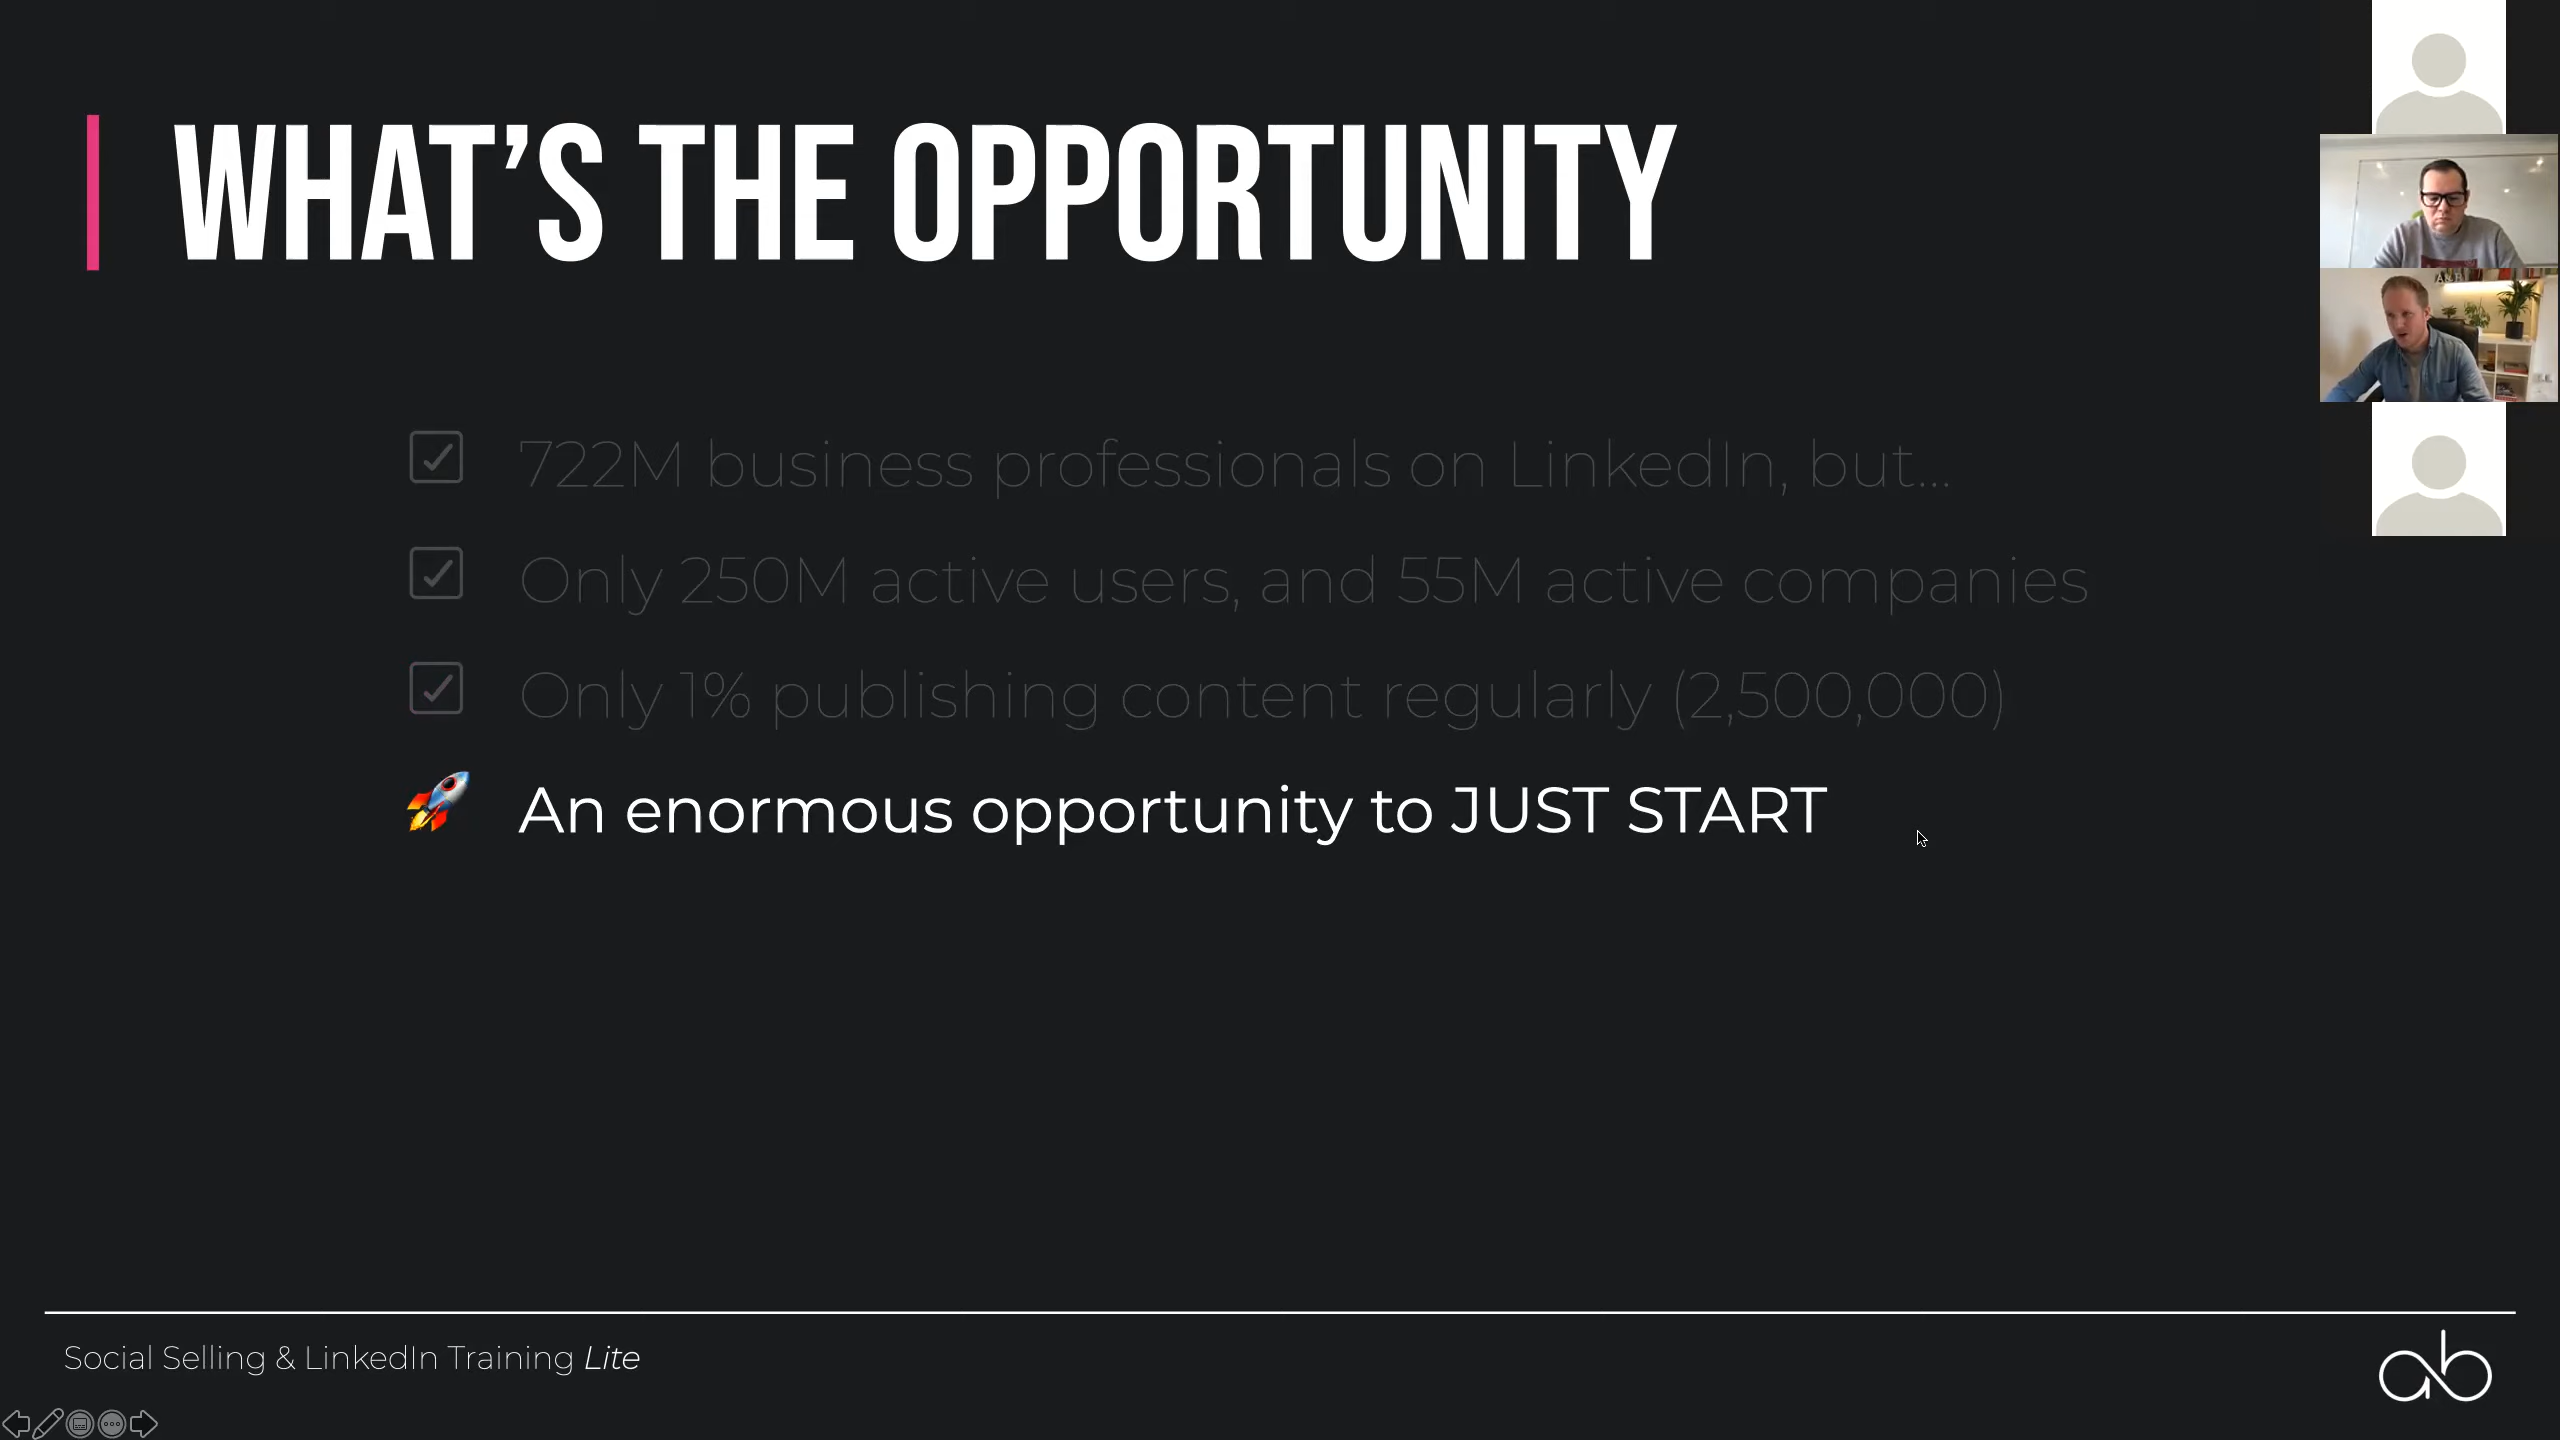 WHAT’S THE OPPORTUNITY
722M business professionals on LinkedIn, but...
Only 250M active users, and 55M active companies
Only 1% publishing content regularly (2,500,000)
An enormous opportunity to JUST START
Social Selling & LinkedIn Training Lite
ab